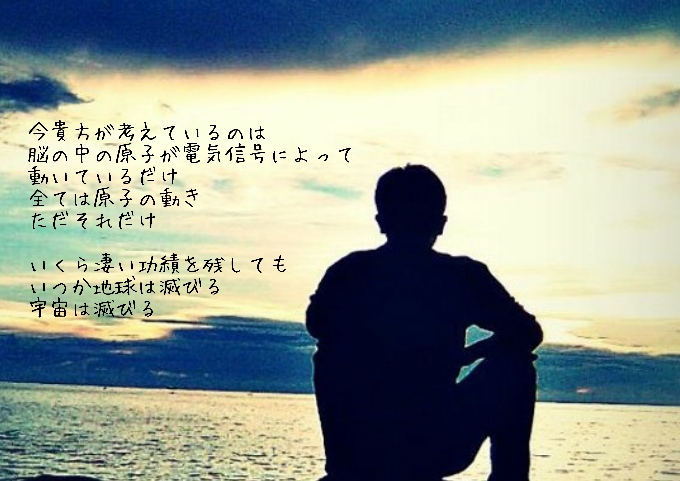 今貴方が考えているのは
脳の中の原子が電気信号によって
動いているだけ
全ては原子の動き
ただそれだけ
いくら凄い功績を残しても
いつか地球は滅びる
宇宙は滅びる